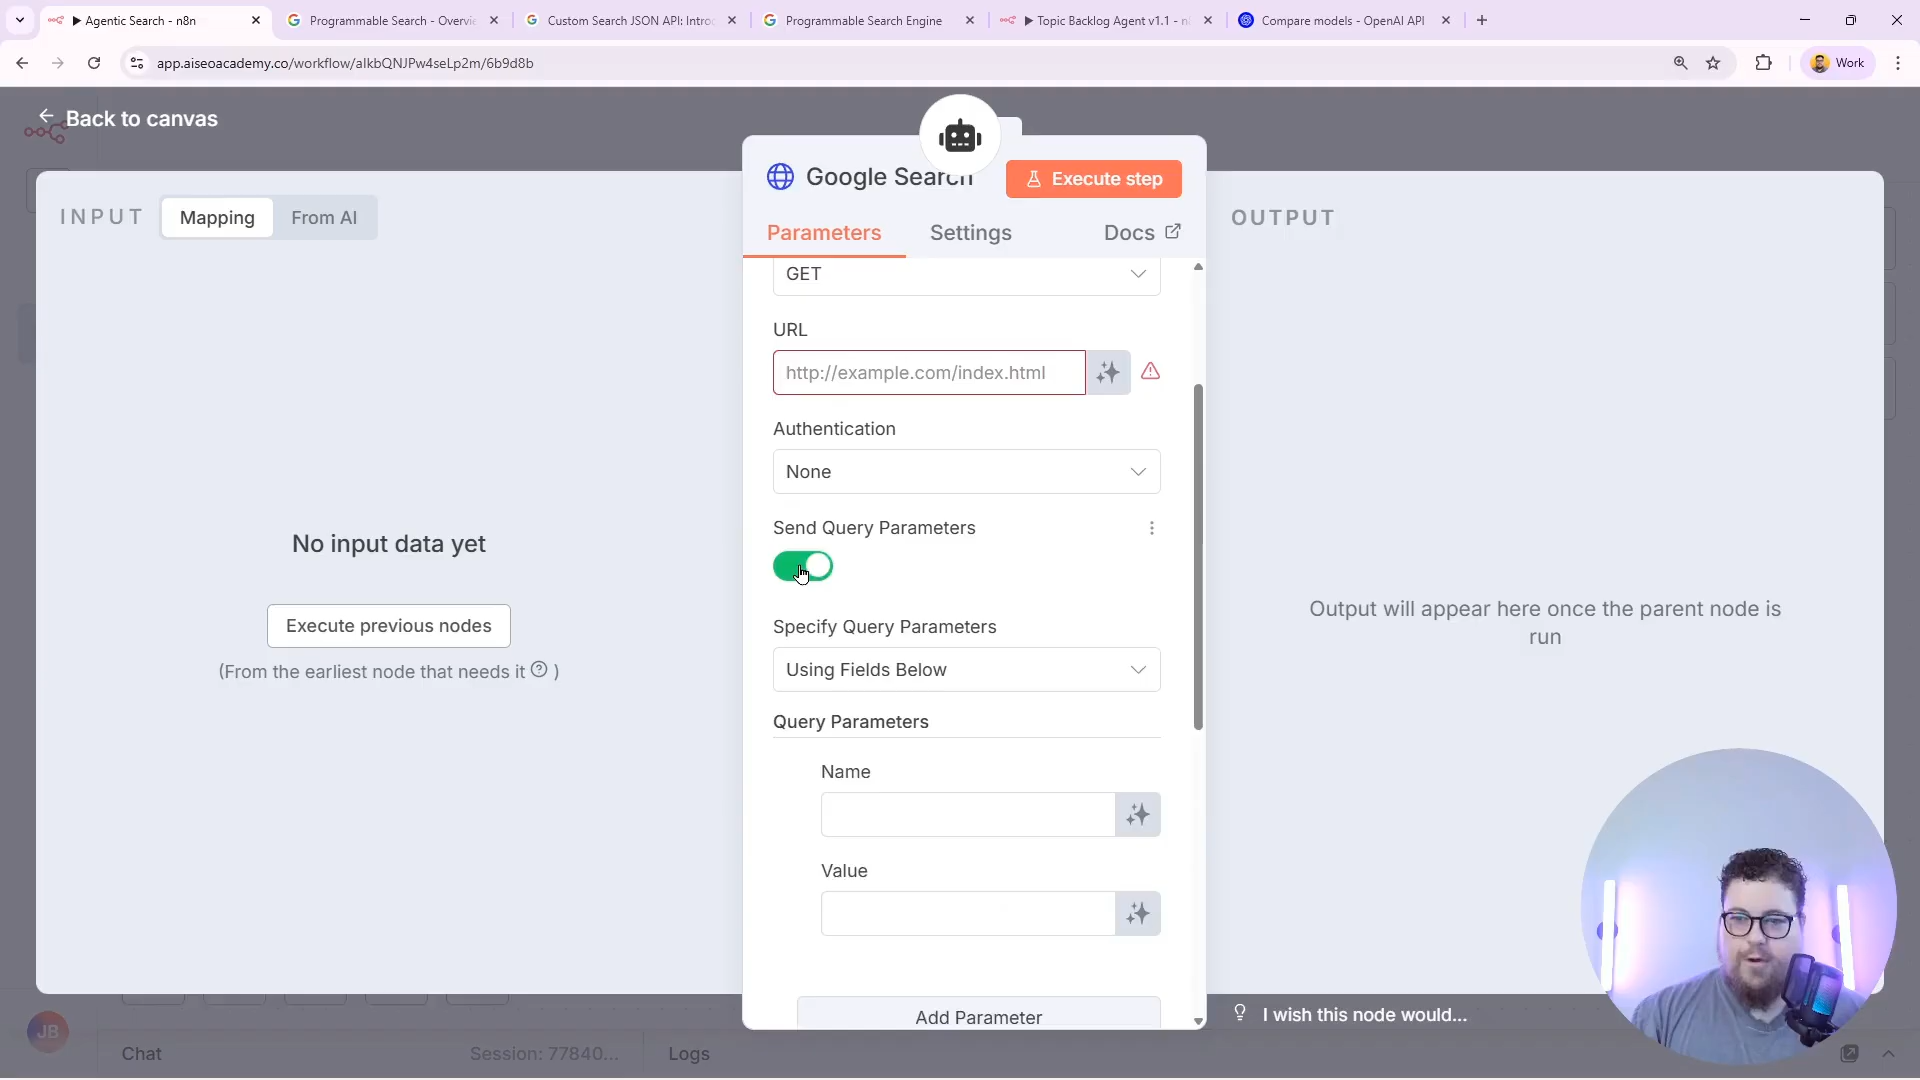 Agentic Search - n8n
Programmable Search - Overvie
Custom Search JSON API: Introd
Programmable Search Engine
Topic Backlog Agent v1.1 - n
Compare models - OpenAI API
app.aiseoacademy.co/workflow/alkbQNJPw4seLp2m/6b9d8b
Work
Back to canvas
Google Search
Execute step
INPUT
Mapping
From AI
Parameters
Settings
Docs
OUTPUT
GET
URL
http://example.com/index.html
Authentication
None
Send Query Parameters
No input data yet
Execute previous nodes
(From the earliest node that needs it ? )
Specify Query Parameters
Using Fields Below
Output will appear here once the parent node is
run
Query Parameters
Name
Value
Add Parameter
I wish this node would...
JB
Chat
Session: 77840...
Logs